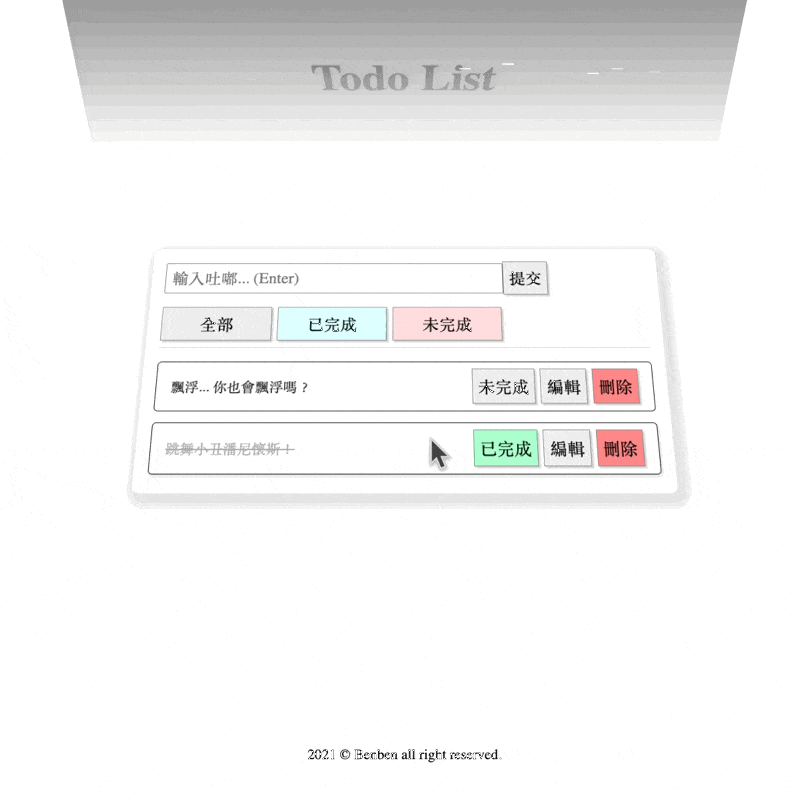 Todo List
輸入吐嘟... (Enter)
提交
全部
已完成
未完成
飄浮... 你也會飄浮嗎？
未完成
編輯
刪除
跳舞小丑潘尼懷斯！
已完成
編輯
刪除
2021 © Benben all right reserved.